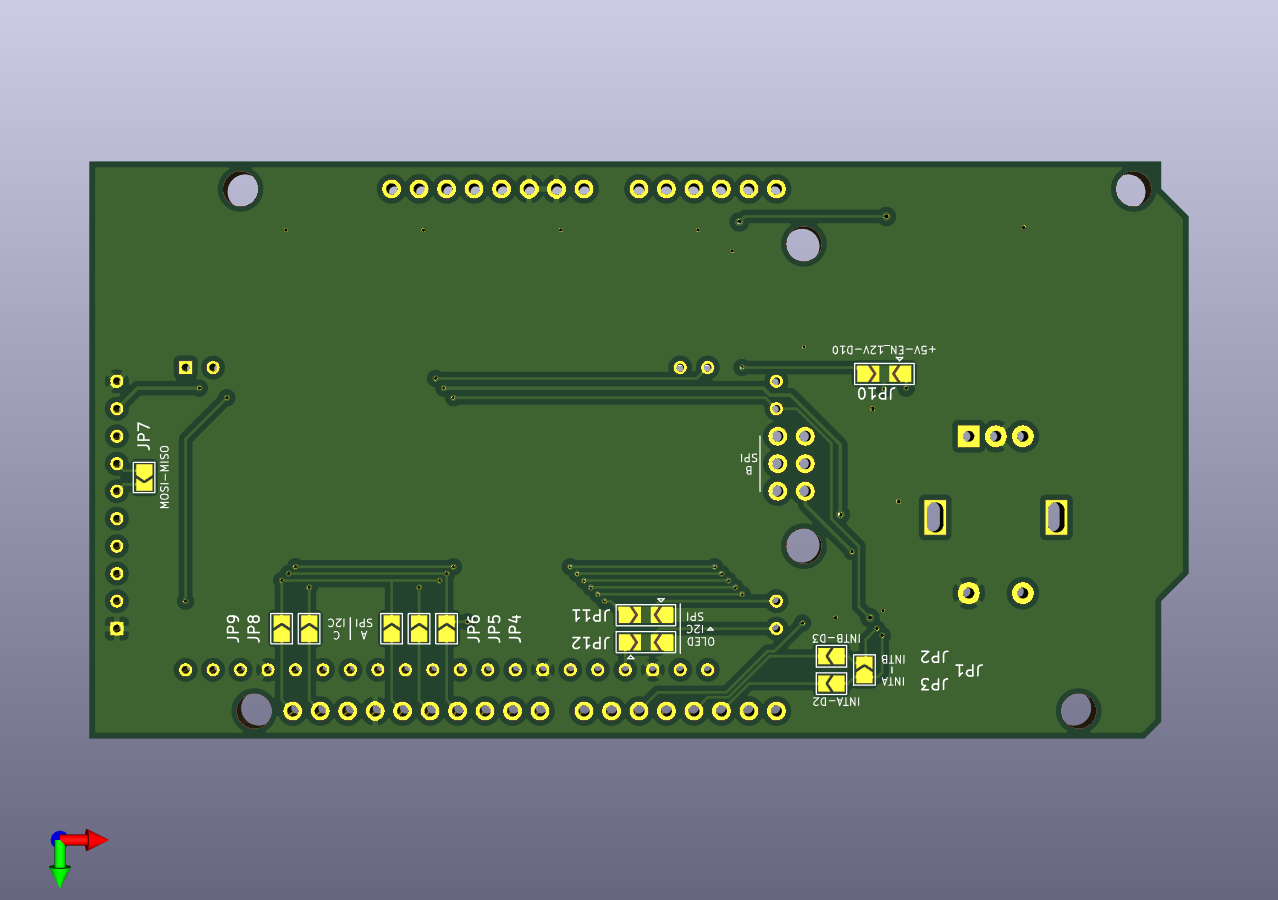 +5V-EN_12V-D10
JP10
JP7
MOSI-MISO
SPI
B
JP9
JP8
I2C | SPI
C A
JP6
JP5
JP4
JP11
JP12
SPI
I2C
OLED
INTB-D3
INTA-D2
INTB
INTA
JP2
JP3
JP1